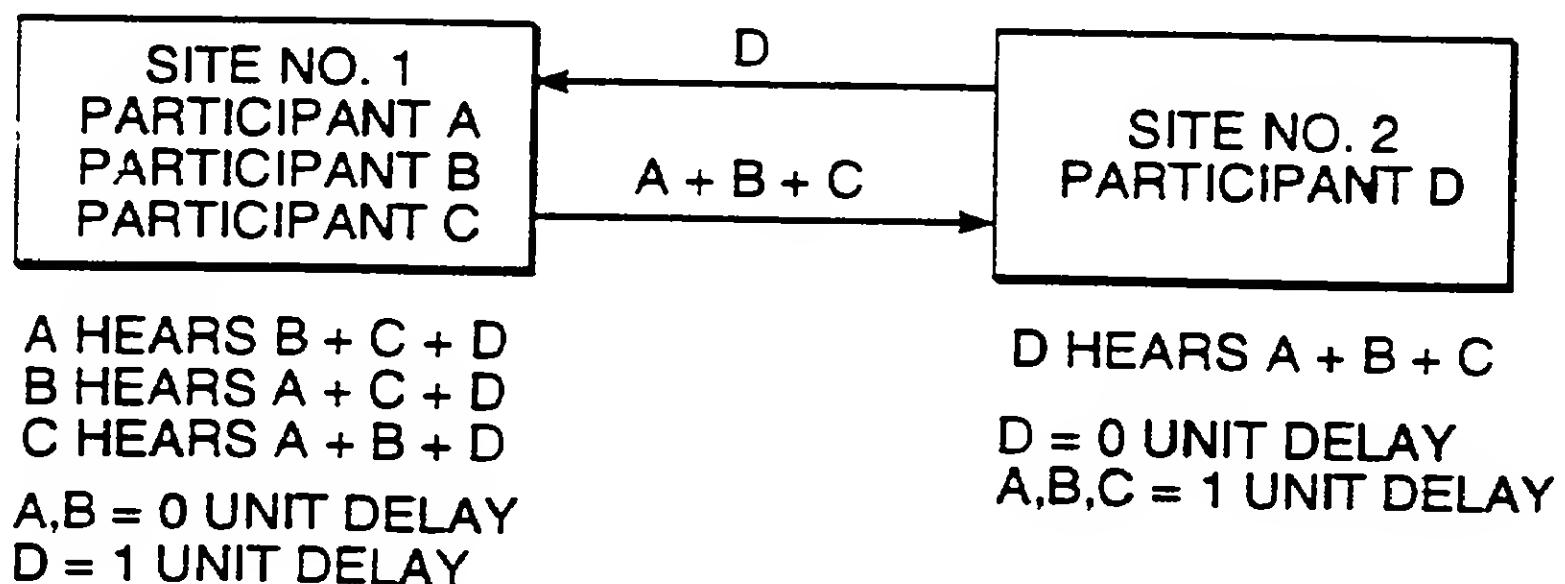 SITE NO. 1
PARTICIPANT A
PARTICIPANT B
PARTICIPANT C
D
A + B + C
SITE NO. 2
PARTICIPANT D
A HEARS B + C + D
B HEARS A + C + D
C HEARS A + B + D
A,B = 0 UNIT DELAY
D = 1 UNIT DELAY
D HEARS A + B + C
D = 0 UNIT DELAY
A,B,C = 1 UNIT DELAY